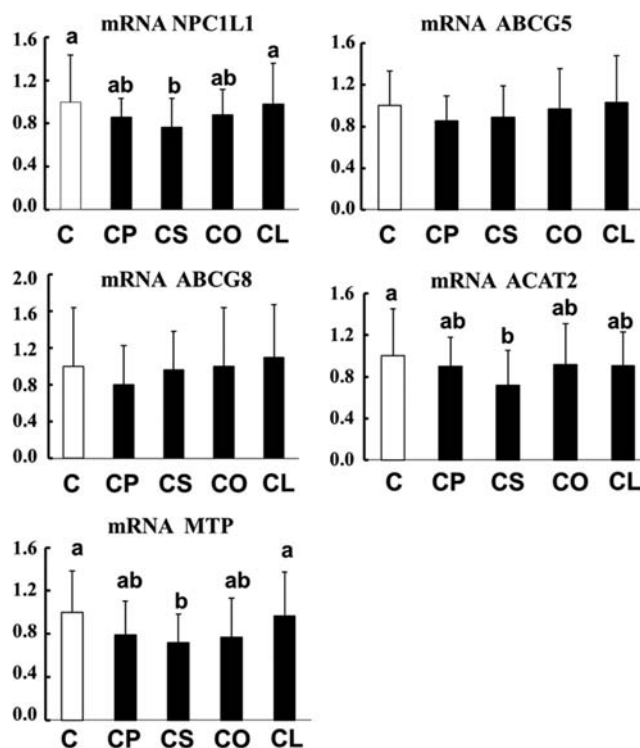 mRNA NPC1L1
a
ab
b
ab
a
1.6
1.2
0.8
0.4
0.0
C CP CS CO CL
mRNA ABCG5
1.6
1.2
0.8
0.4
0.0
C CP CS CO CL
mRNA ABCG8
2.0
1.6
1.2
0.8
0.4
0.0
C CP CS CO CL
mRNA ACAT2
a
ab
b
ab
ab
1.6
1.2
0.8
0.4
0.0
C CP CS CO CL
mRNA MTP
a
ab
b
ab
a
1.6
1.2
0.8
0.4
0.0
C CP CS CO CL